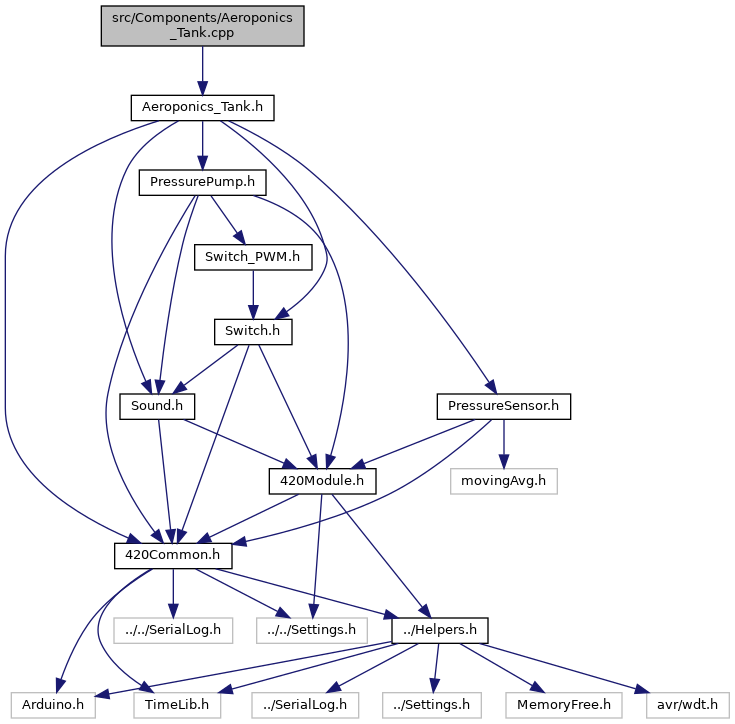 src/Components/Aeroponics
_Tank.cpp
Aeroponics_Tank.h
PressurePump.h
Switch_PWM.h
Switch.h
Sound.h
PressureSensor.h
420Module.h
movingAvg.h
420Common.h
../../SerialLog.h
../../Settings.h
../Helpers.h
Arduino.h
TimeLib.h
../SerialLog.h
../Settings.h
MemoryFree.h
avr/wdt.h